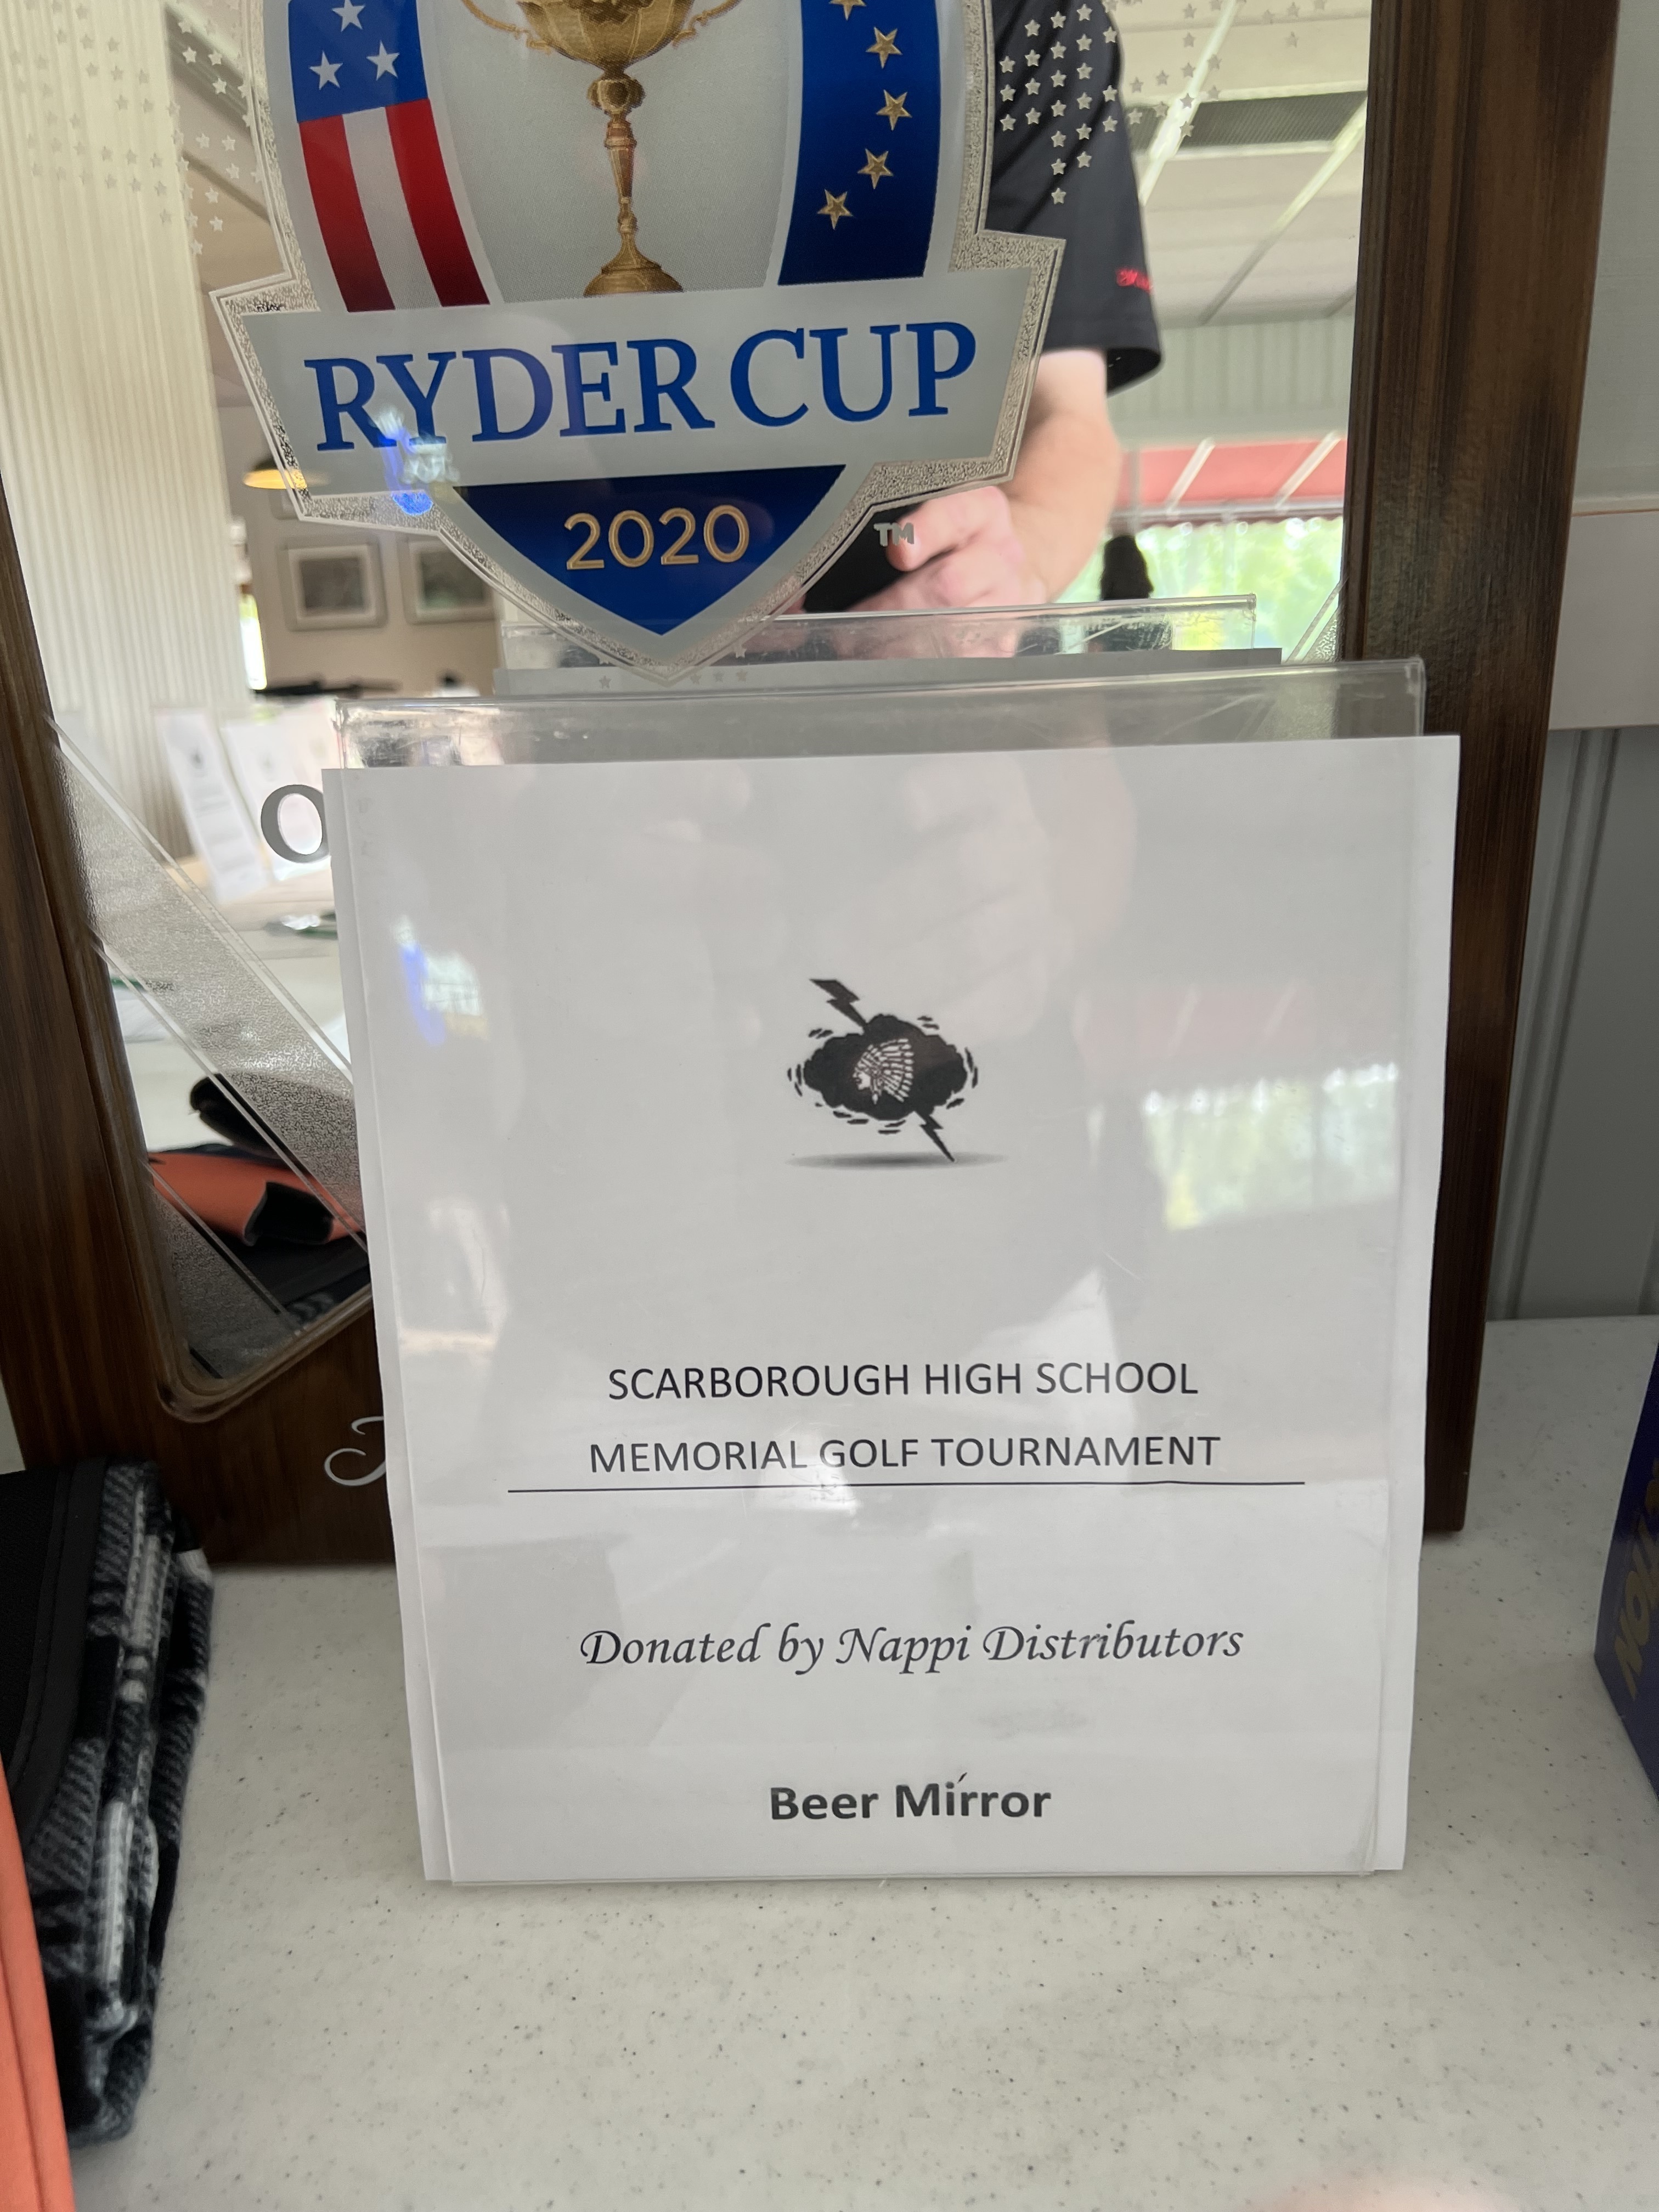 RYDER CUP
2020
TM
SCARBOROUGH HIGH SCHOOL
MEMORIAL GOLF TOURNAMENT
Donated by Nappi Distributors
Beer Mirror